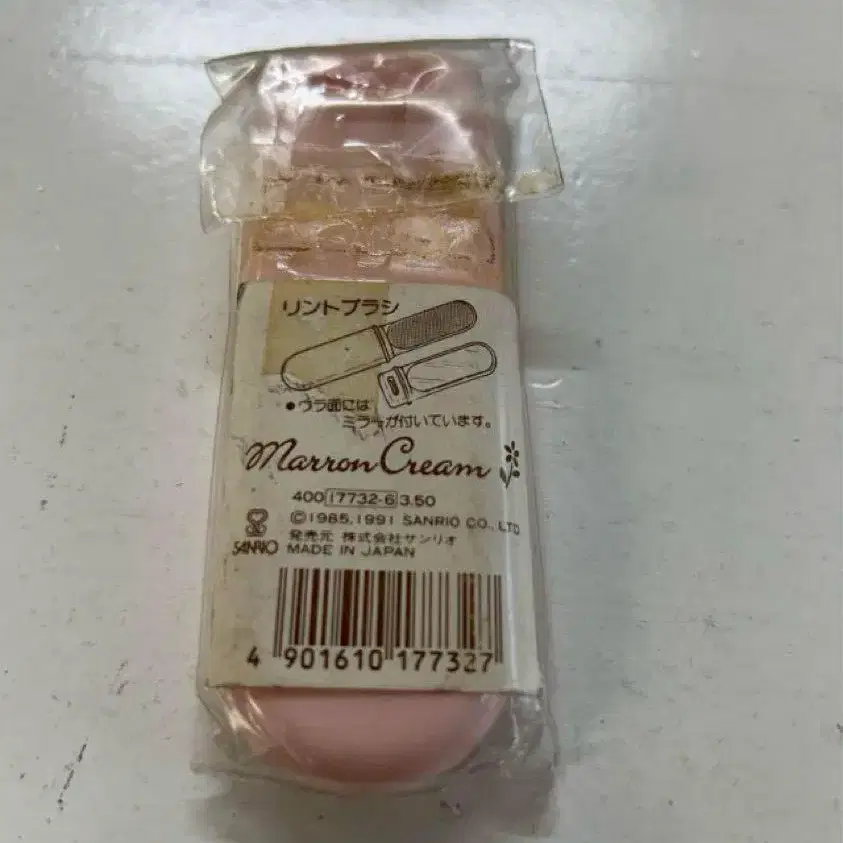 リントブラシ
●ウラ面には
ミラーが付いています。
Marron Cream
400 17732-6 3.50
©1985,1991 SANRIO CO., LTD
発売元 株式会社サンリオ
SANRIO MADE IN JAPAN
4 901610 177327